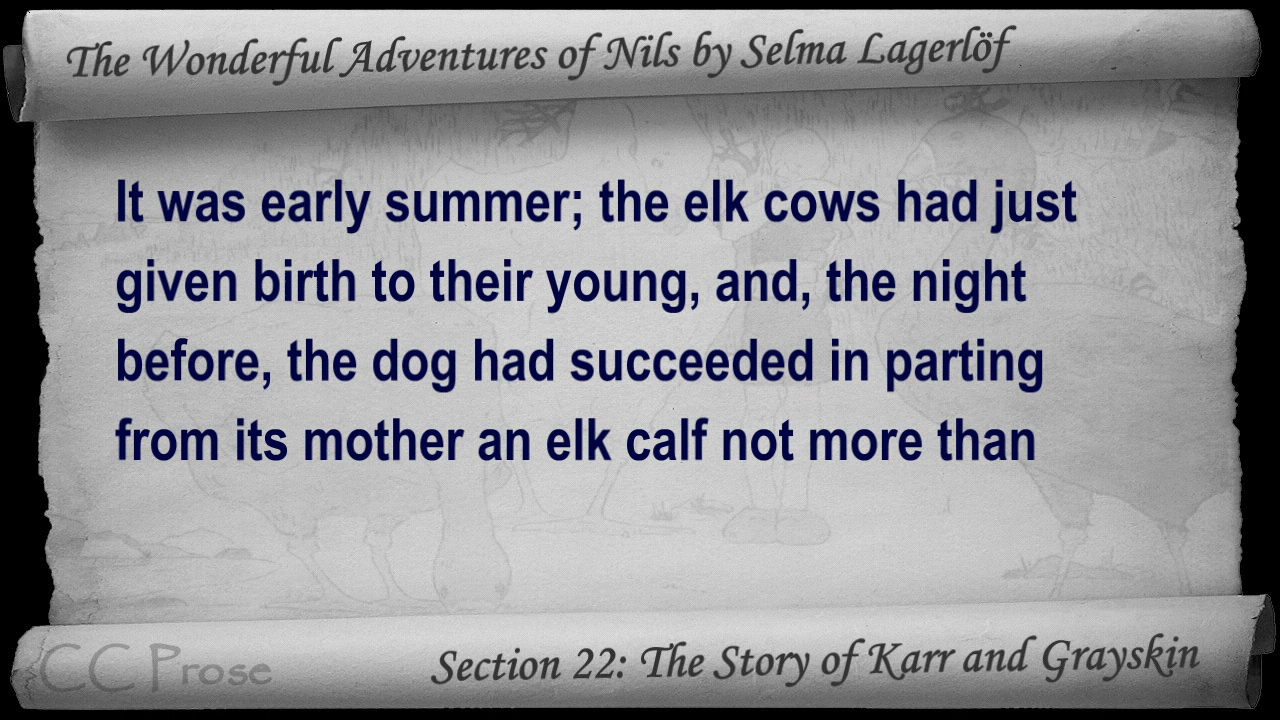 The Wonderful Adventures of Nils by Selma Lagerlöf
It was early summer; the elk cows had just
given birth to their young, and, the night
before, the dog had succeeded in parting
from its mother an elk calf not more than
CC Prose
Section 22: The Story of Karr and Grayskin